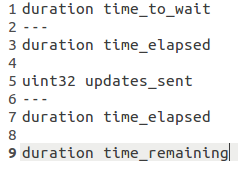 1 duration time_to_wait
2 ---
3 duration time_elapsed
4
5 uint32 updates_sent
6 ---
7 duration time_elapsed
8
9 duration time_remaining